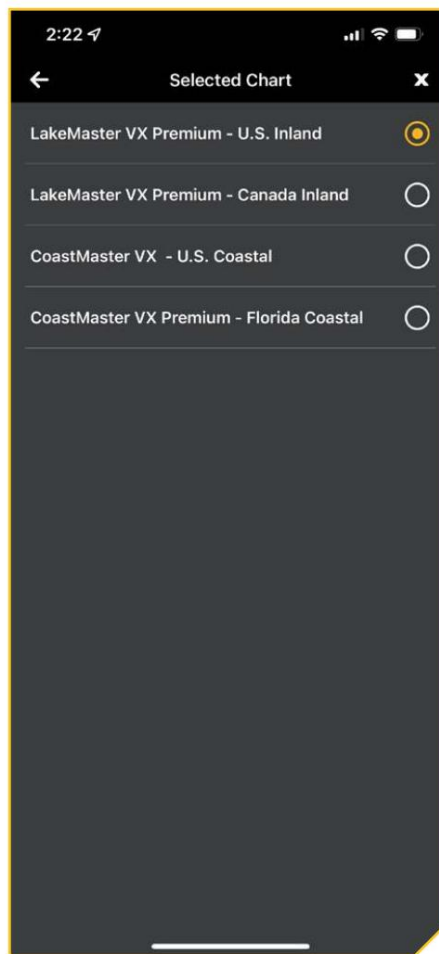 2:22
Selected Chart
LakeMaster VX Premium - U.S. Inland
LakeMaster VX Premium - Canada Inland
CoastMaster VX - U.S. Coastal
CoastMaster VX Premium - Florida Coastal